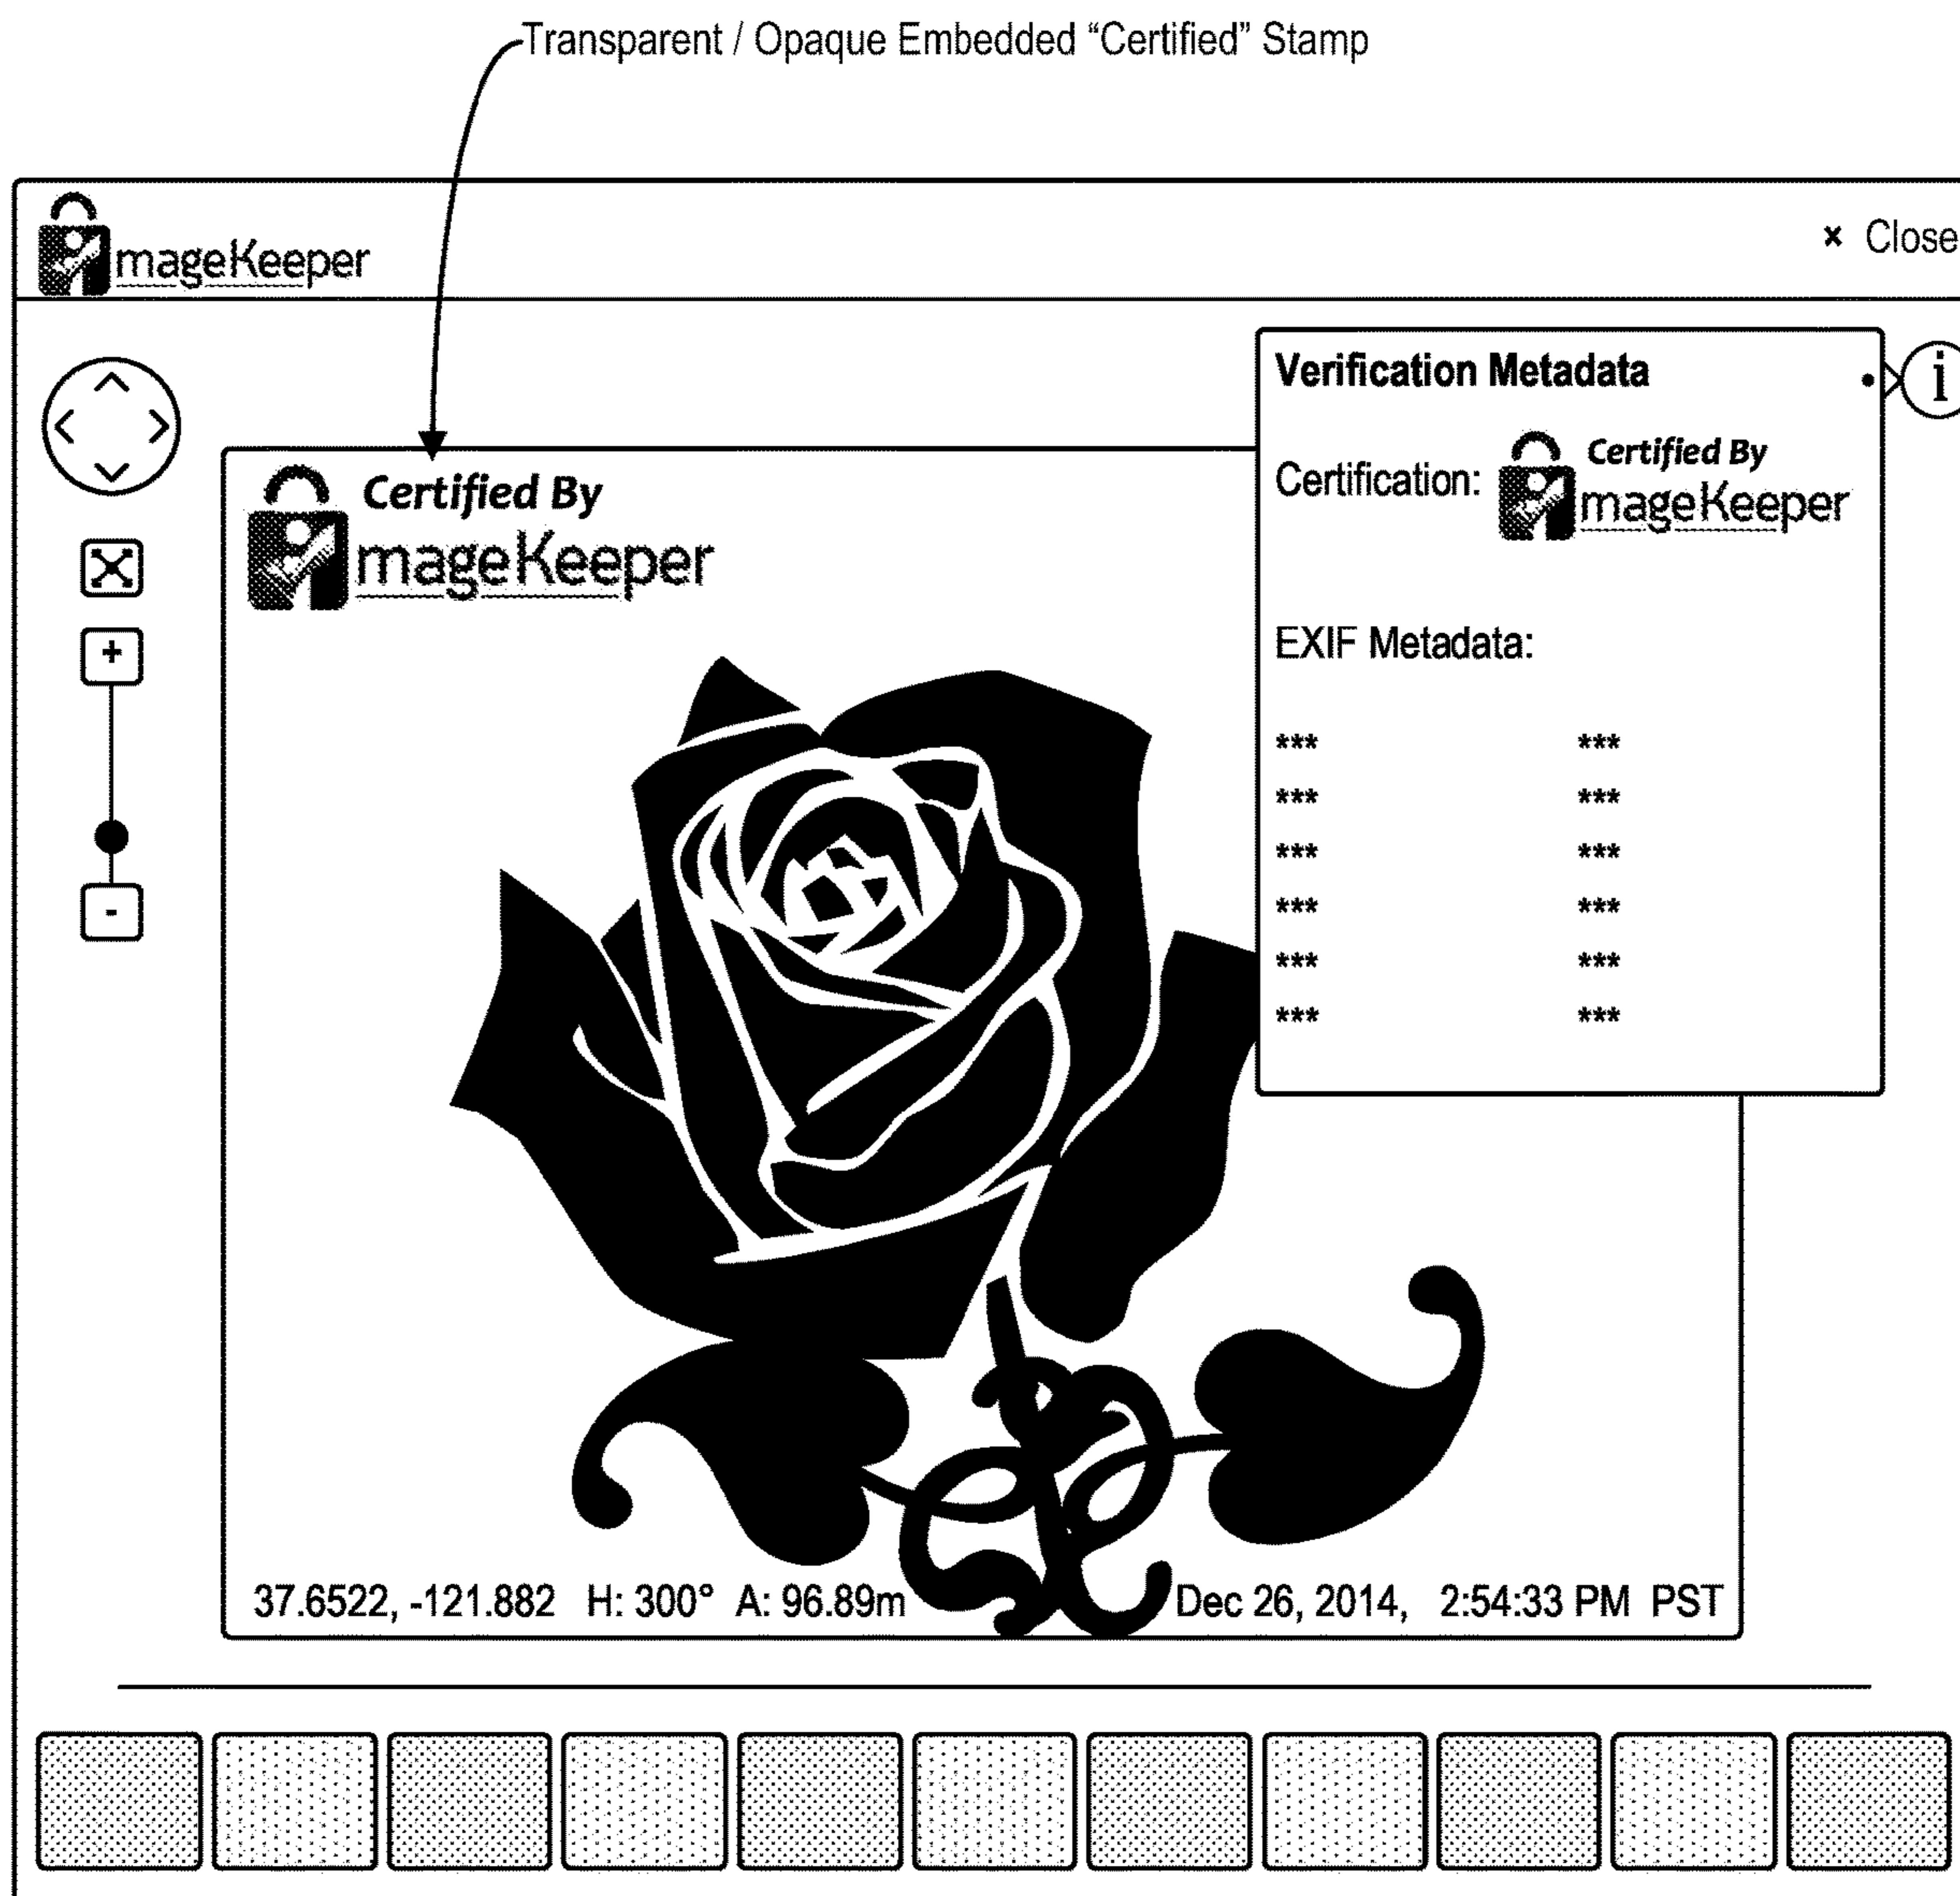 Transparent / Opaque Embedded “Certified” Stamp
mageKeeper
× Close
Verification Metadata
i
Certification:
Certified By
mageKeeper
Certified By
mageKeeper
+
-
EXIF Metadata:
*** ***
*** ***
*** ***
*** ***
*** ***
*** ***
37.6522, -121.882 H: 300° A: 96.89m Dec 26, 2014, 2:54:33 PM PST